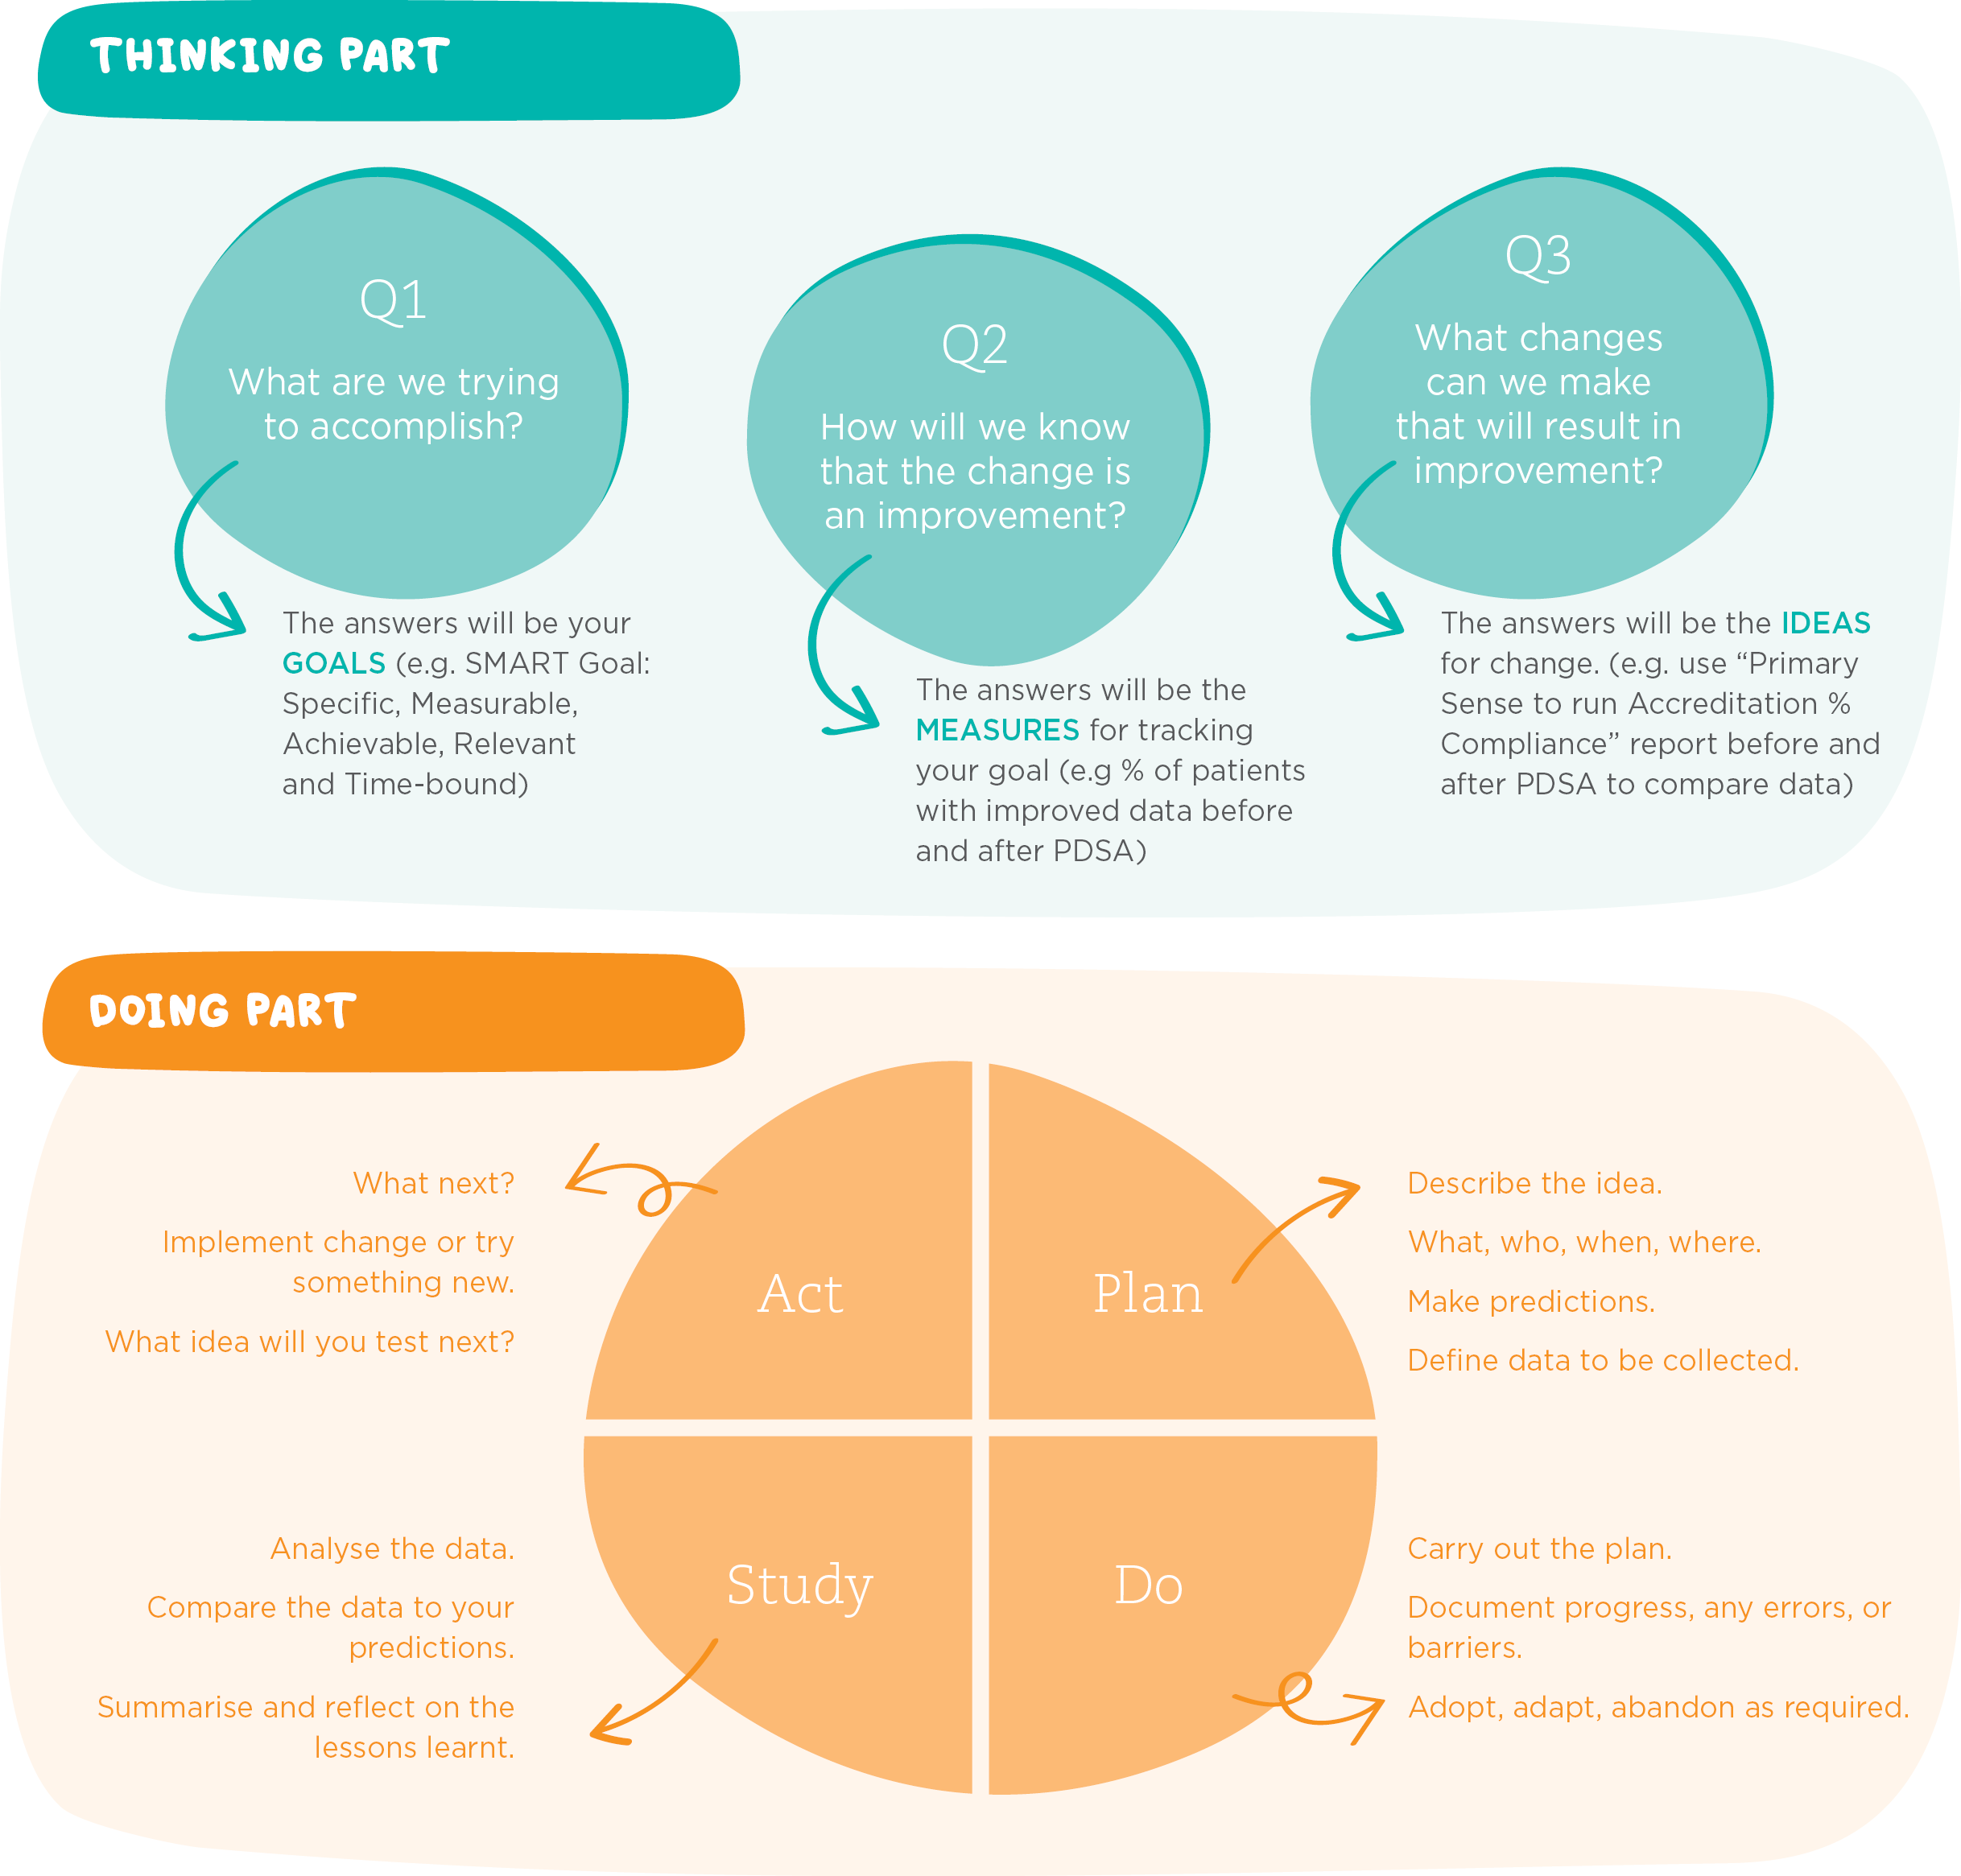 THINKING PART
Q1
What are we trying
to accomplish?
The answers will be your
GOALS (e.g. SMART Goal:
Specific, Measurable,
Achievable, Relevant
and Time-bound)
Q2
How will we know
that the change is
an improvement?
The answers will be the
MEASURES for tracking
your goal (e.g % of patients
with improved data before
and after PDSA)
Q3
What changes
can we make
that will result in
improvement?
The answers will be the IDEAS
for change. (e.g. use “Primary
Sense to run Accreditation %
Compliance” report before and
after PDSA to compare data)
DOING PART
Act
What next?
Implement change or try
something new.
What idea will you test next?
Plan
Describe the idea.
What, who, when, where.
Make predictions.
Define data to be collected.
Study
Analyse the data.
Compare the data to your
predictions.
Summarise and reflect on the
lessons learnt.
Do
Carry out the plan.
Document progress, any errors, or
barriers.
Adopt, adapt, abandon as required.